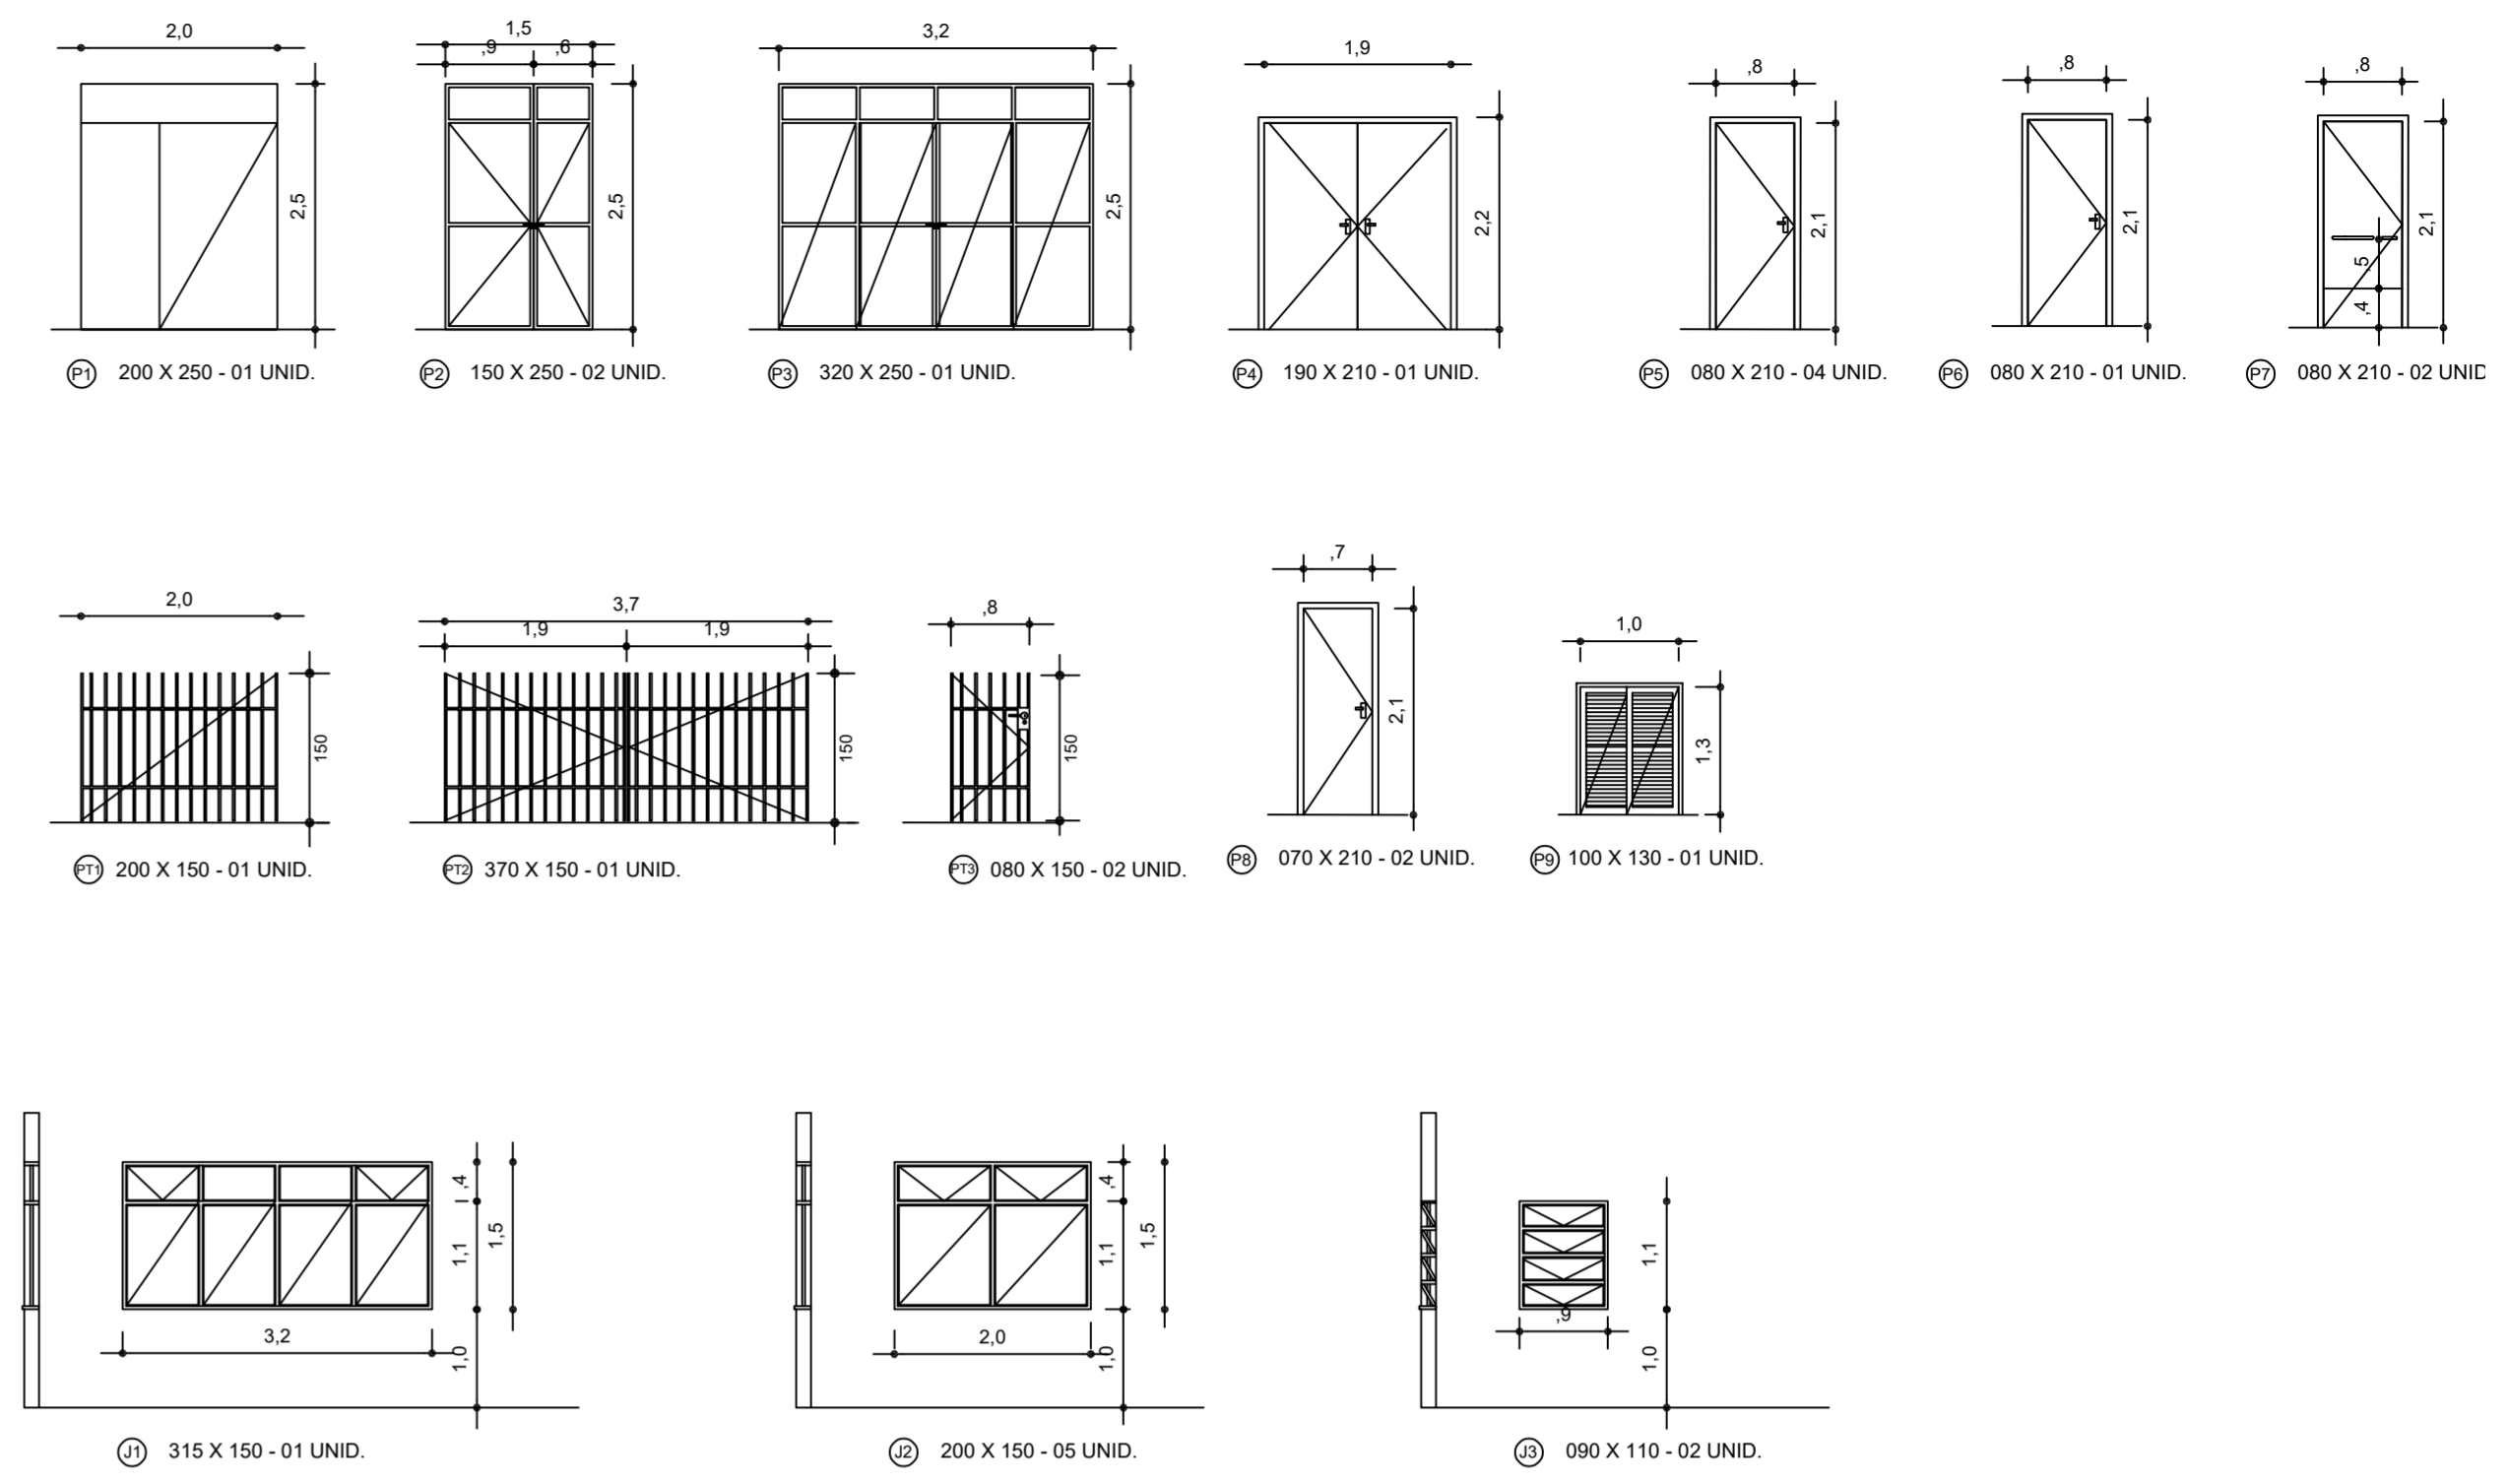 2,0
1,5
,9
,6
3,2
1,9
,8
,8
,8
2,5
2,5
2,5
2,2
2,1
2,1
2,1
,5
,4
P1 200 X 250 - 01 UNID.
P2 150 X 250 - 02 UNID.
P3 320 X 250 - 01 UNID.
P4 190 X 210 - 01 UNID.
P5 080 X 210 - 04 UNID.
P6 080 X 210 - 01 UNID.
P7 080 X 210 - 02 UNID
2,0
3,7
1,9
1,9
,8
,7
1,0
150
150
150
2,1
1,3
PT1 200 X 150 - 01 UNID.
PT2 370 X 150 - 01 UNID.
PT3 080 X 150 - 02 UNID.
P8 070 X 210 - 02 UNID.
P9 100 X 130 - 01 UNID.
,4
1,5
1,1
3,2
1,0
,4
1,5
1,1
2,0
1,0
1,1
,9
1,0
J1 315 X 150 - 01 UNID.
J2 200 X 150 - 05 UNID.
J3 090 X 110 - 02 UNID.